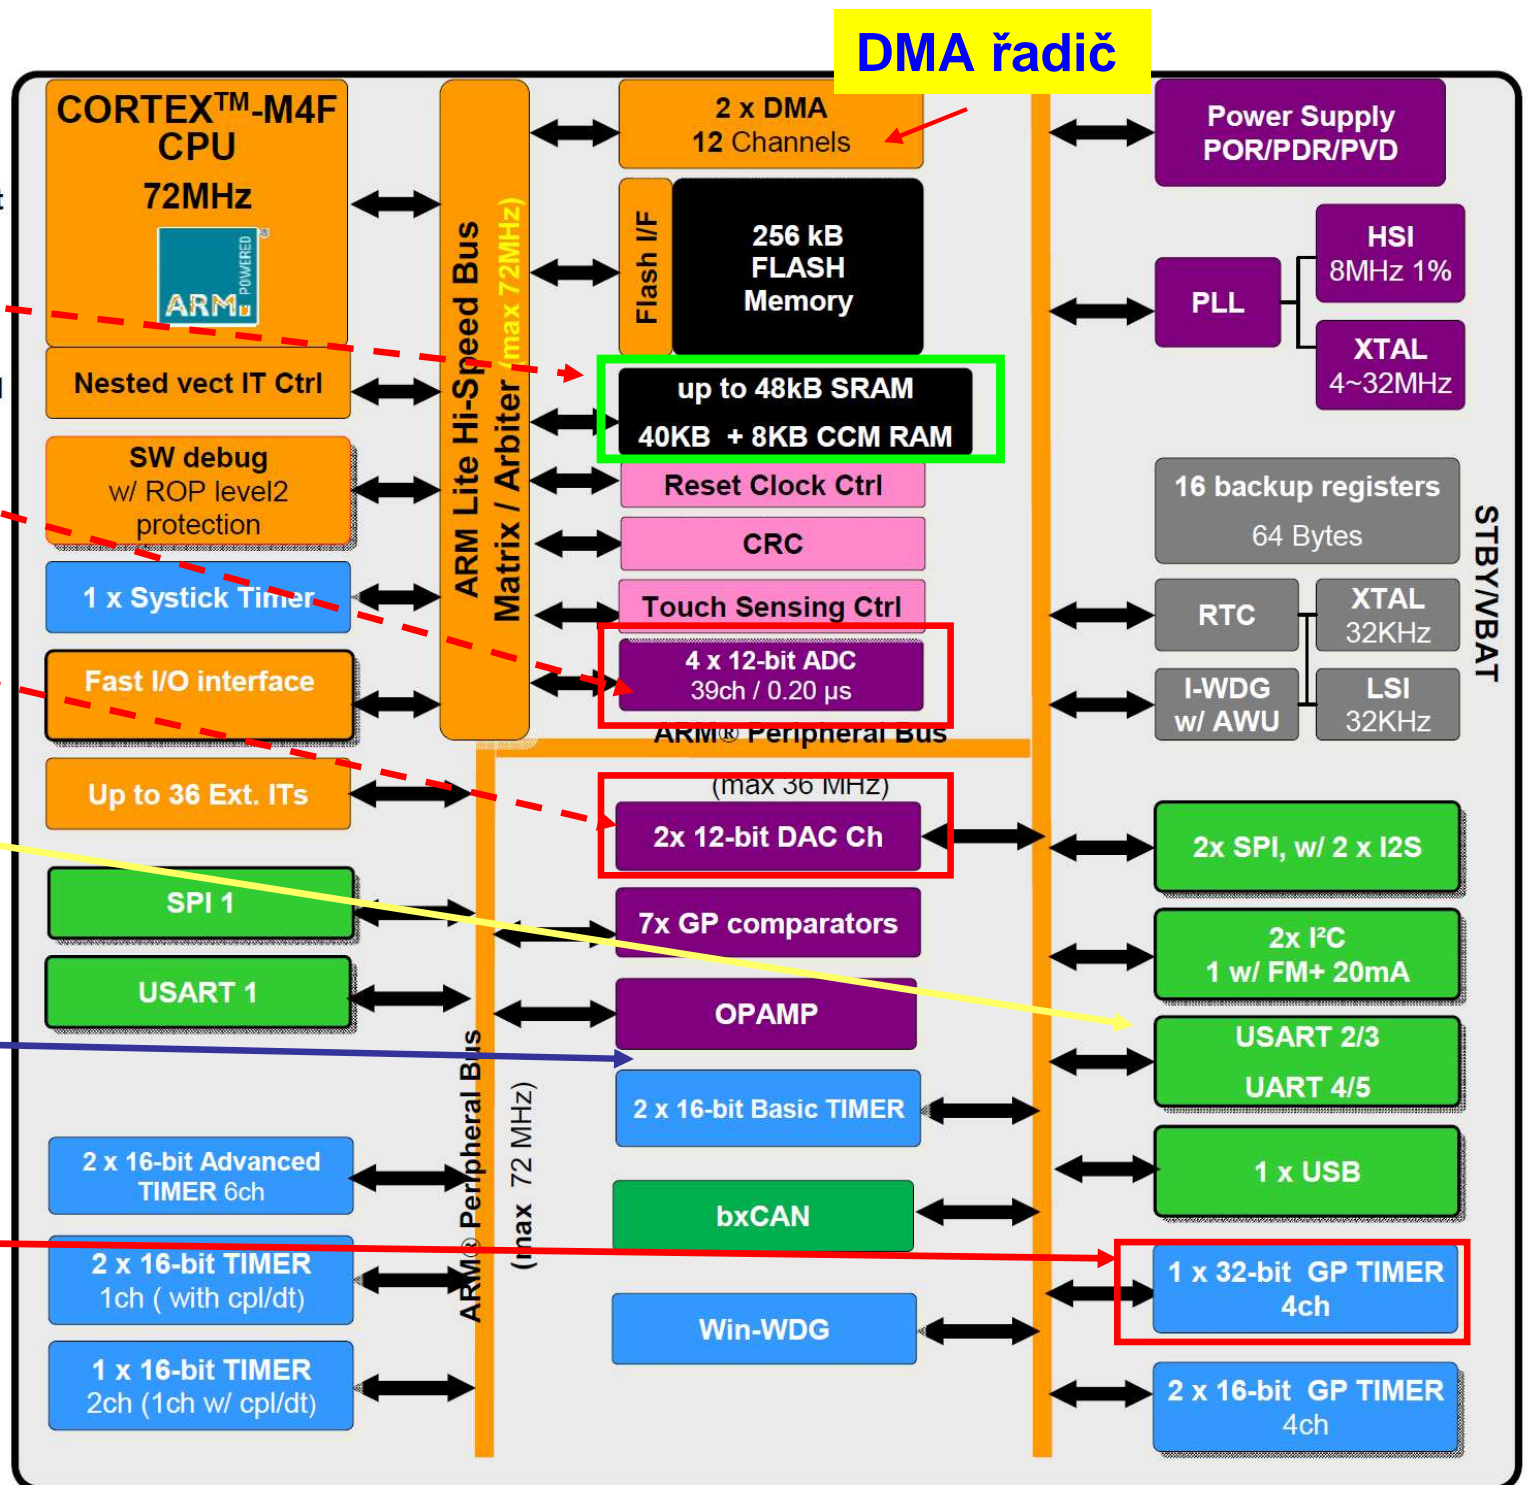 DMA řadič
CORTEX™-M4F
CPU
72MHz
ARM POWERED
®
Nested vect IT Ctrl
SW debug
w/ ROP level2
protection
1 x Systick Timer
Fast I/O interface
Up to 36 Ext. ITs
SPI 1
USART 1
2 x 16-bit Advanced
TIMER 6ch
2 x 16-bit TIMER
1ch ( with cpl/dt)
1 x 16-bit TIMER
2ch (1ch w/ cpl/dt)
ARM Lite Hi-Speed Bus
Matrix / Arbiter (max 72MHz)
ARM® Peripheral Bus
(max 72 MHz)
2 x DMA
12 Channels
Flash I/F
256 kB
FLASH
Memory
up to 48kB SRAM
40KB + 8KB CCM RAM
Reset Clock Ctrl
CRC
Touch Sensing Ctrl
4 x 12-bit ADC
39ch / 0.20 µs
ARM® Peripheral Bus
(max 36 MHz)
2x 12-bit DAC Ch
7x GP comparators
OPAMP
2 x 16-bit Basic TIMER
bxCAN
Win-WDG
Power Supply
POR/PDR/PVD
PLL
HSI
8MHz 1%
XTAL
4~32MHz
16 backup registers
64 Bytes
RTC
XTAL
32KHz
I-WDG
w/ AWU
LSI
32KHz
STBY/VBAT
2x SPI, w/ 2 x I2S
2x I²C
1 w/ FM+ 20mA
USART 2/3
UART 4/5
1 x USB
1 x 32-bit GP TIMER
4ch
2 x 16-bit GP TIMER
4ch